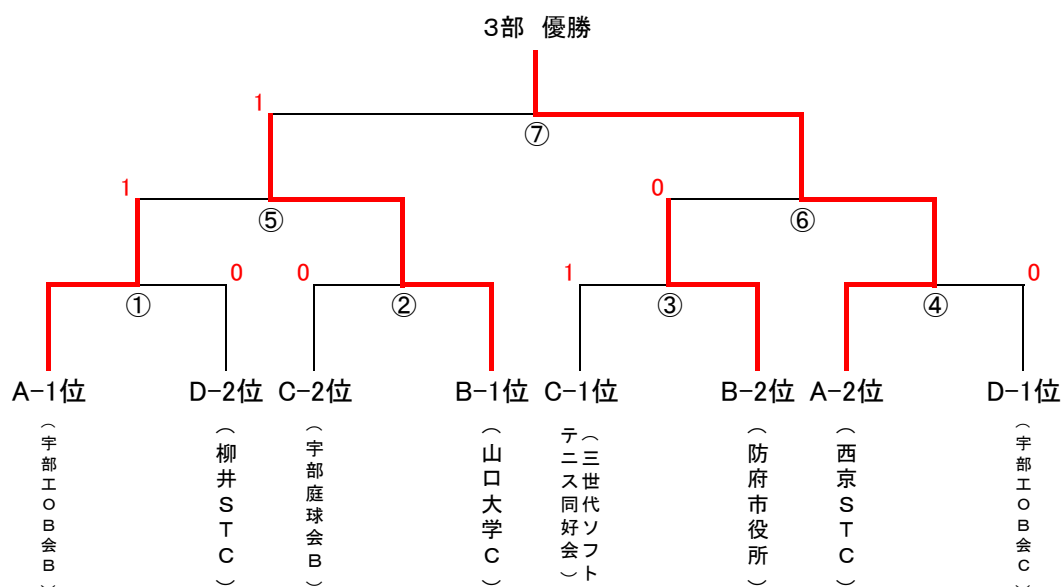 3部 優勝
1
⑦
1
0
⑤
⑥
0
0
1
0
①
②
③
④
A-1位
D-2位
C-2位
B-1位
C-1位
B-2位
A-2位
D-1位
（宇部工OB会B）
（柳井STC）
（宇部庭球会B）
（山口大学C）
（三世代ソフト
テニス同好会）
（防府市役所）
（西京STC）
（宇部工OB会C）